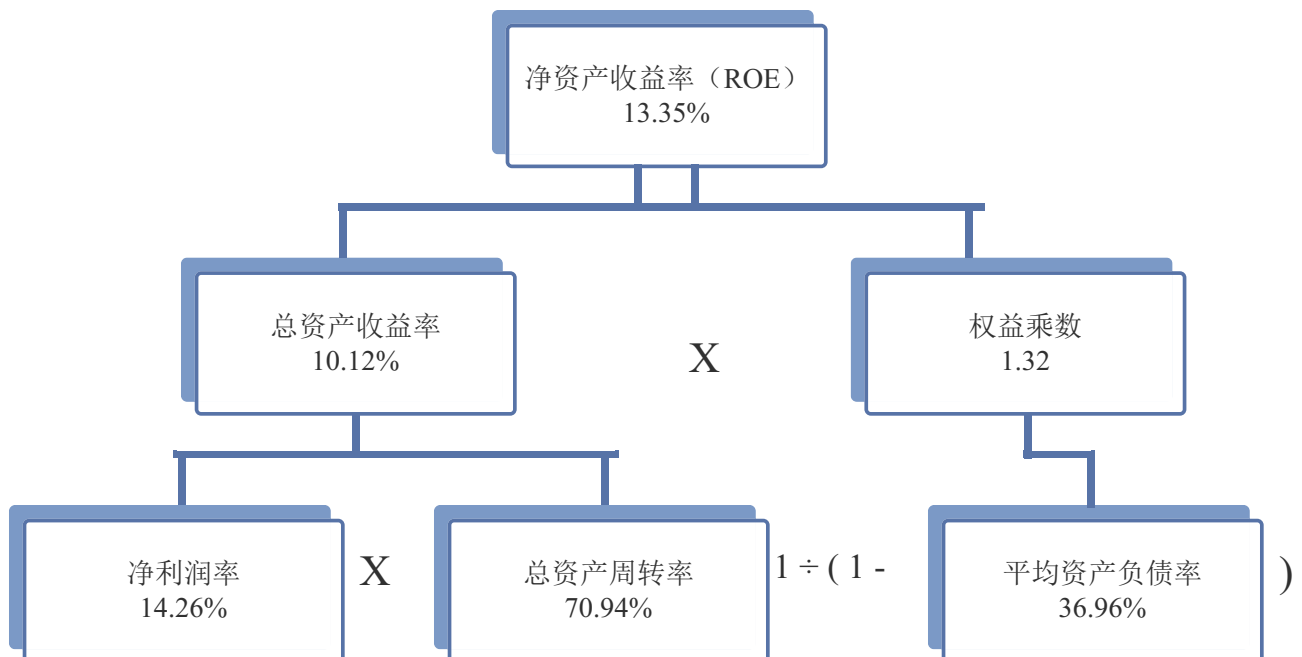 净资产收益率（ROE）
13.35%
总资产收益率
10.12%
X
权益乘数
1.32
净利润率
14.26%
X
总资产周转率
70.94%
1 ÷ ( 1 -
平均资产负债率
36.96%
)